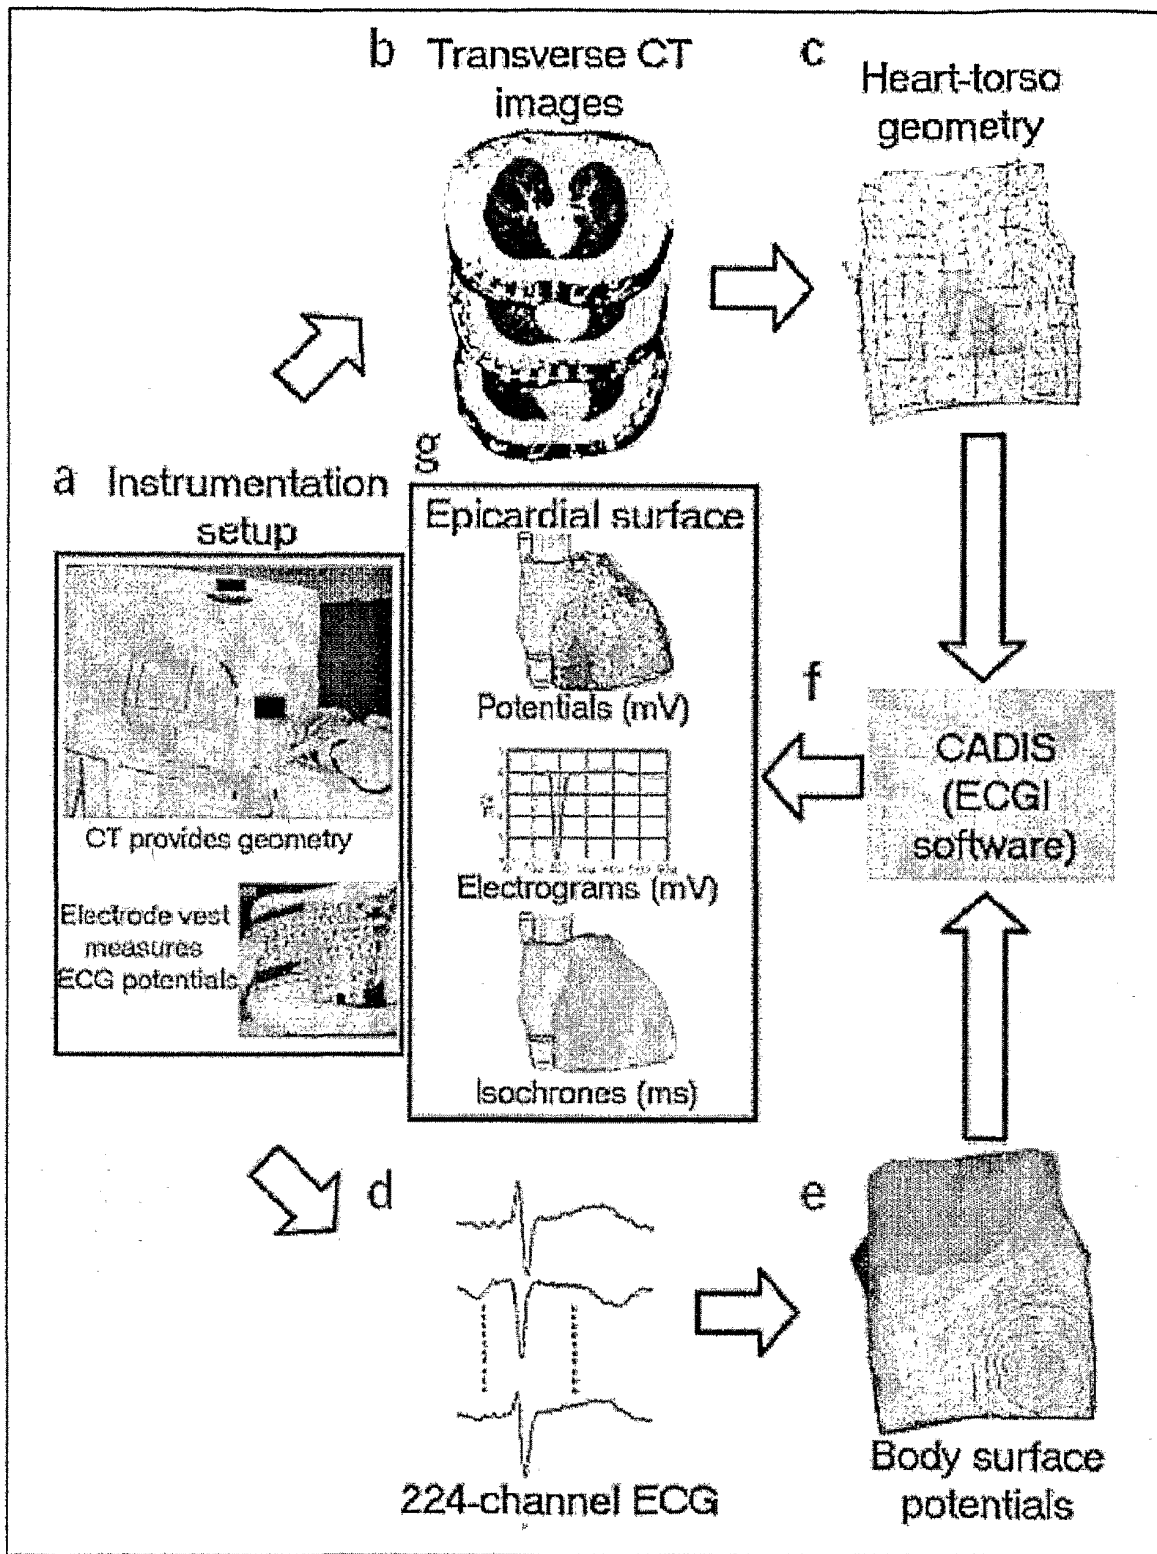 b Transverse CT
images
c
Heart-torso
geometry
a Instrumentation
setup
CT provides geometry
Electrode vest
measures
ECG potentials
g
Epicardial surface
Potentials (mV)
Electrograms (mV)
Isochrones (ms)
f
CADIS
(ECGI
software)
d
224-channel ECG
e
Body surface
potentials